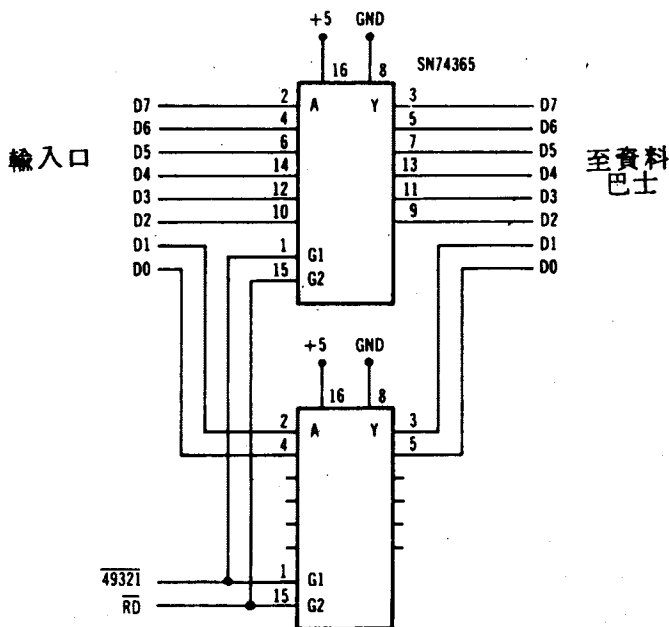 +5 GND
16 8 SN74365
D7 2 A Y 3 D7
D6 4 5 D6
輸入口 D5 6 7 D5 至資料
D4 14 13 D4 巴士
D3 12 11 D3
D2 10 9 D2
D1 1 G1 D1
D0 15 G2 D0
+5 GND
16 8
2 A Y 3
4 5
49321 1 G1
RD 15 G2